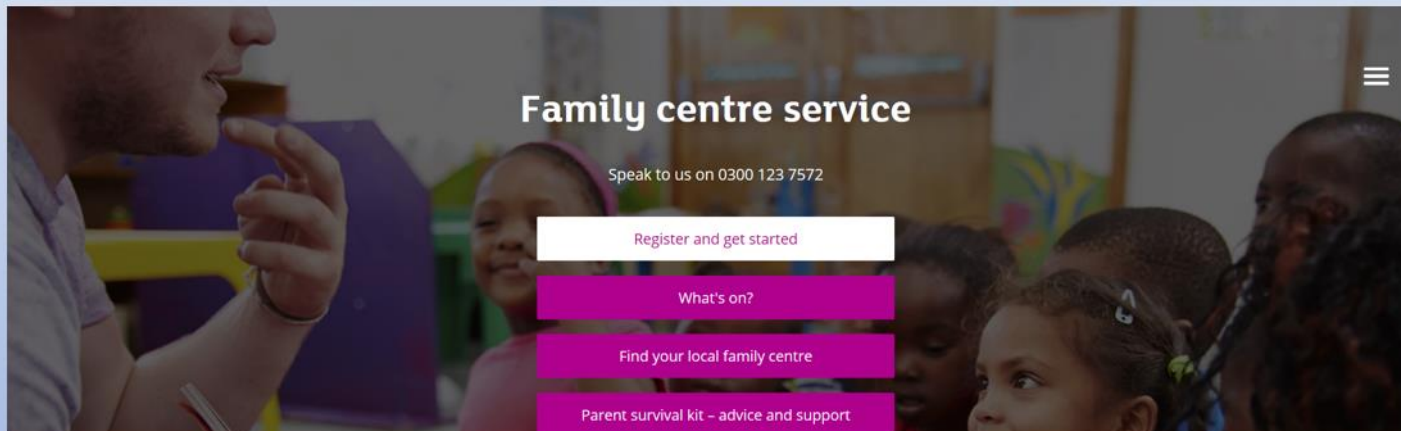 Family centre service
Speak to us on 0300 123 7572
Register and get started
What's on?
Find your local family centre
Parent survival kit – advice and support